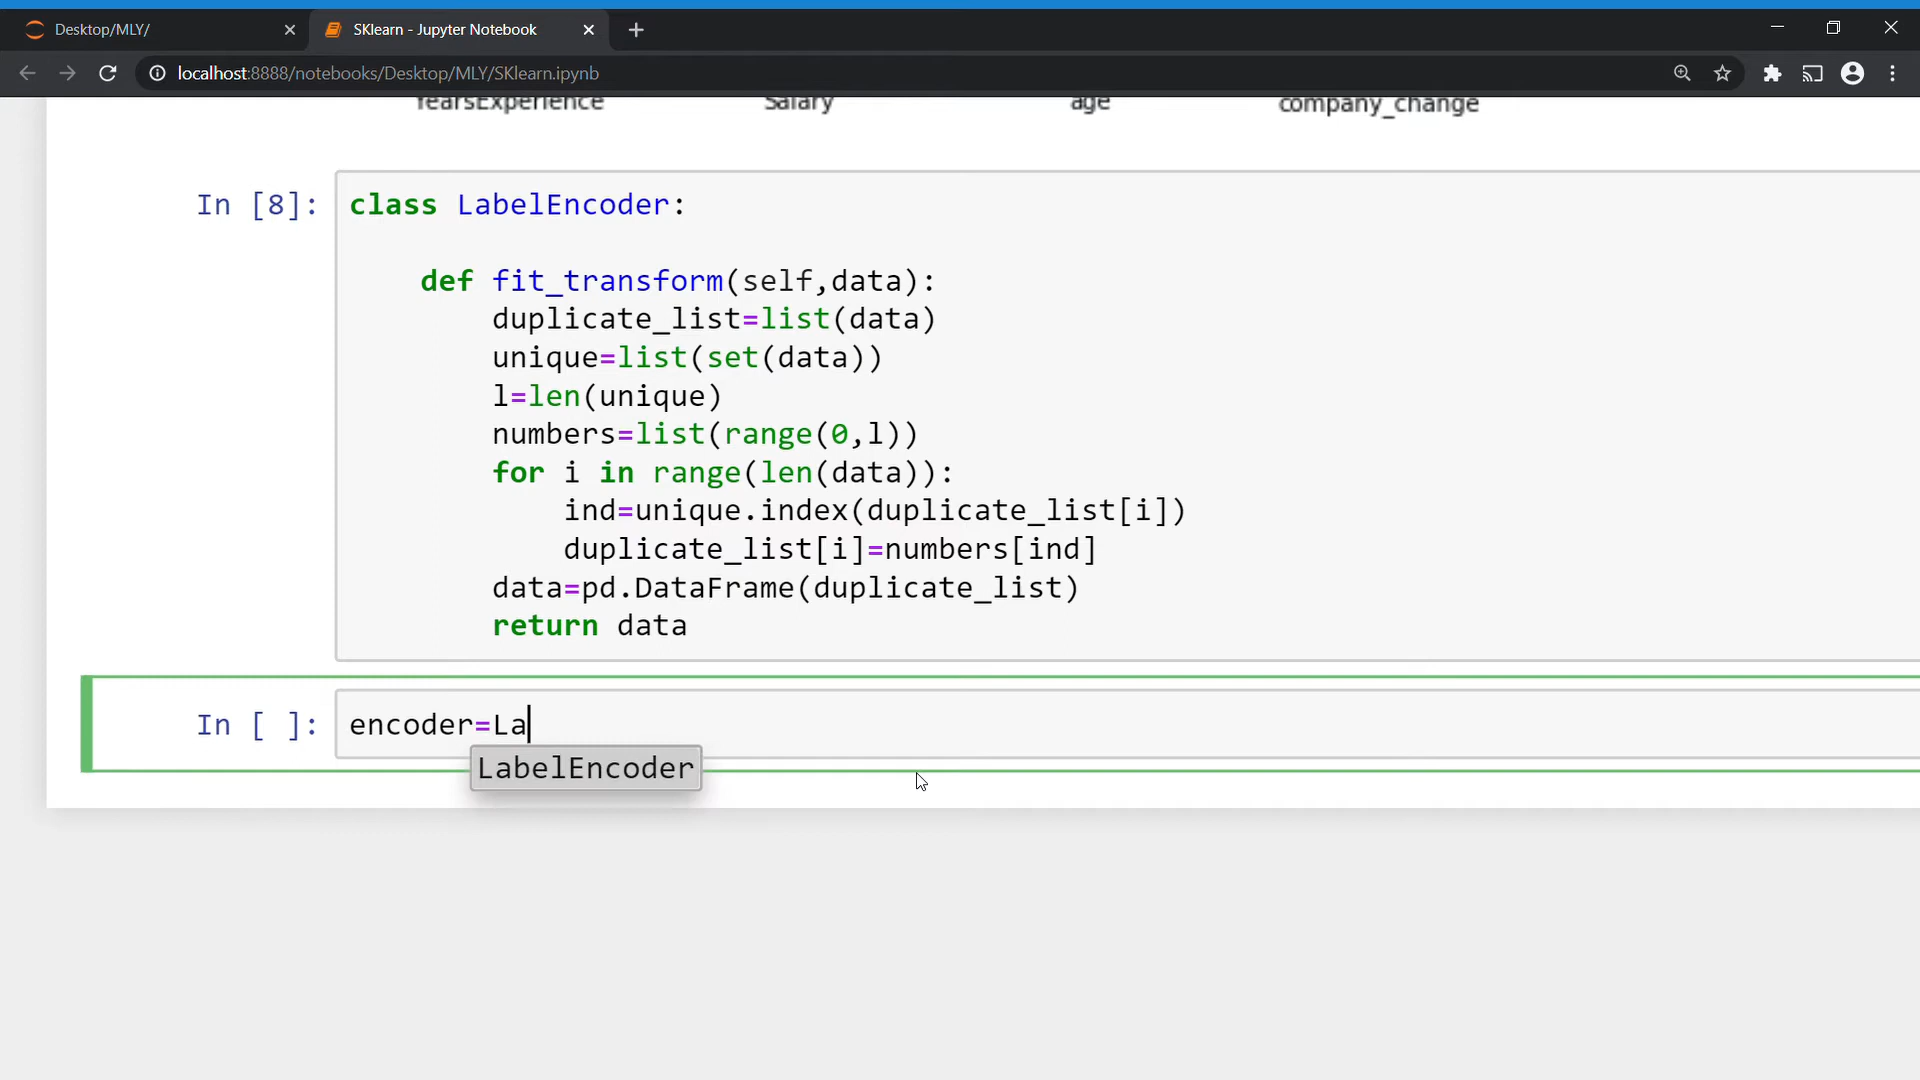 Desktop/MLY/
SKlearn - Jupyter Notebook
localhost:8888/notebooks/Desktop/MLY/SKlearn.ipynb
YearsExperience Salary age company_change
In [8]:
class LabelEncoder:
def fit_transform(self,data):
duplicate_list=list(data)
unique=list(set(data))
l=len(unique)
numbers=list(range(0,l))
for i in range(len(data)):
ind=unique.index(duplicate_list[i])
duplicate_list[i]=numbers[ind]
data=pd.DataFrame(duplicate_list)
return data
In [ ]:
encoder=La
LabelEncoder